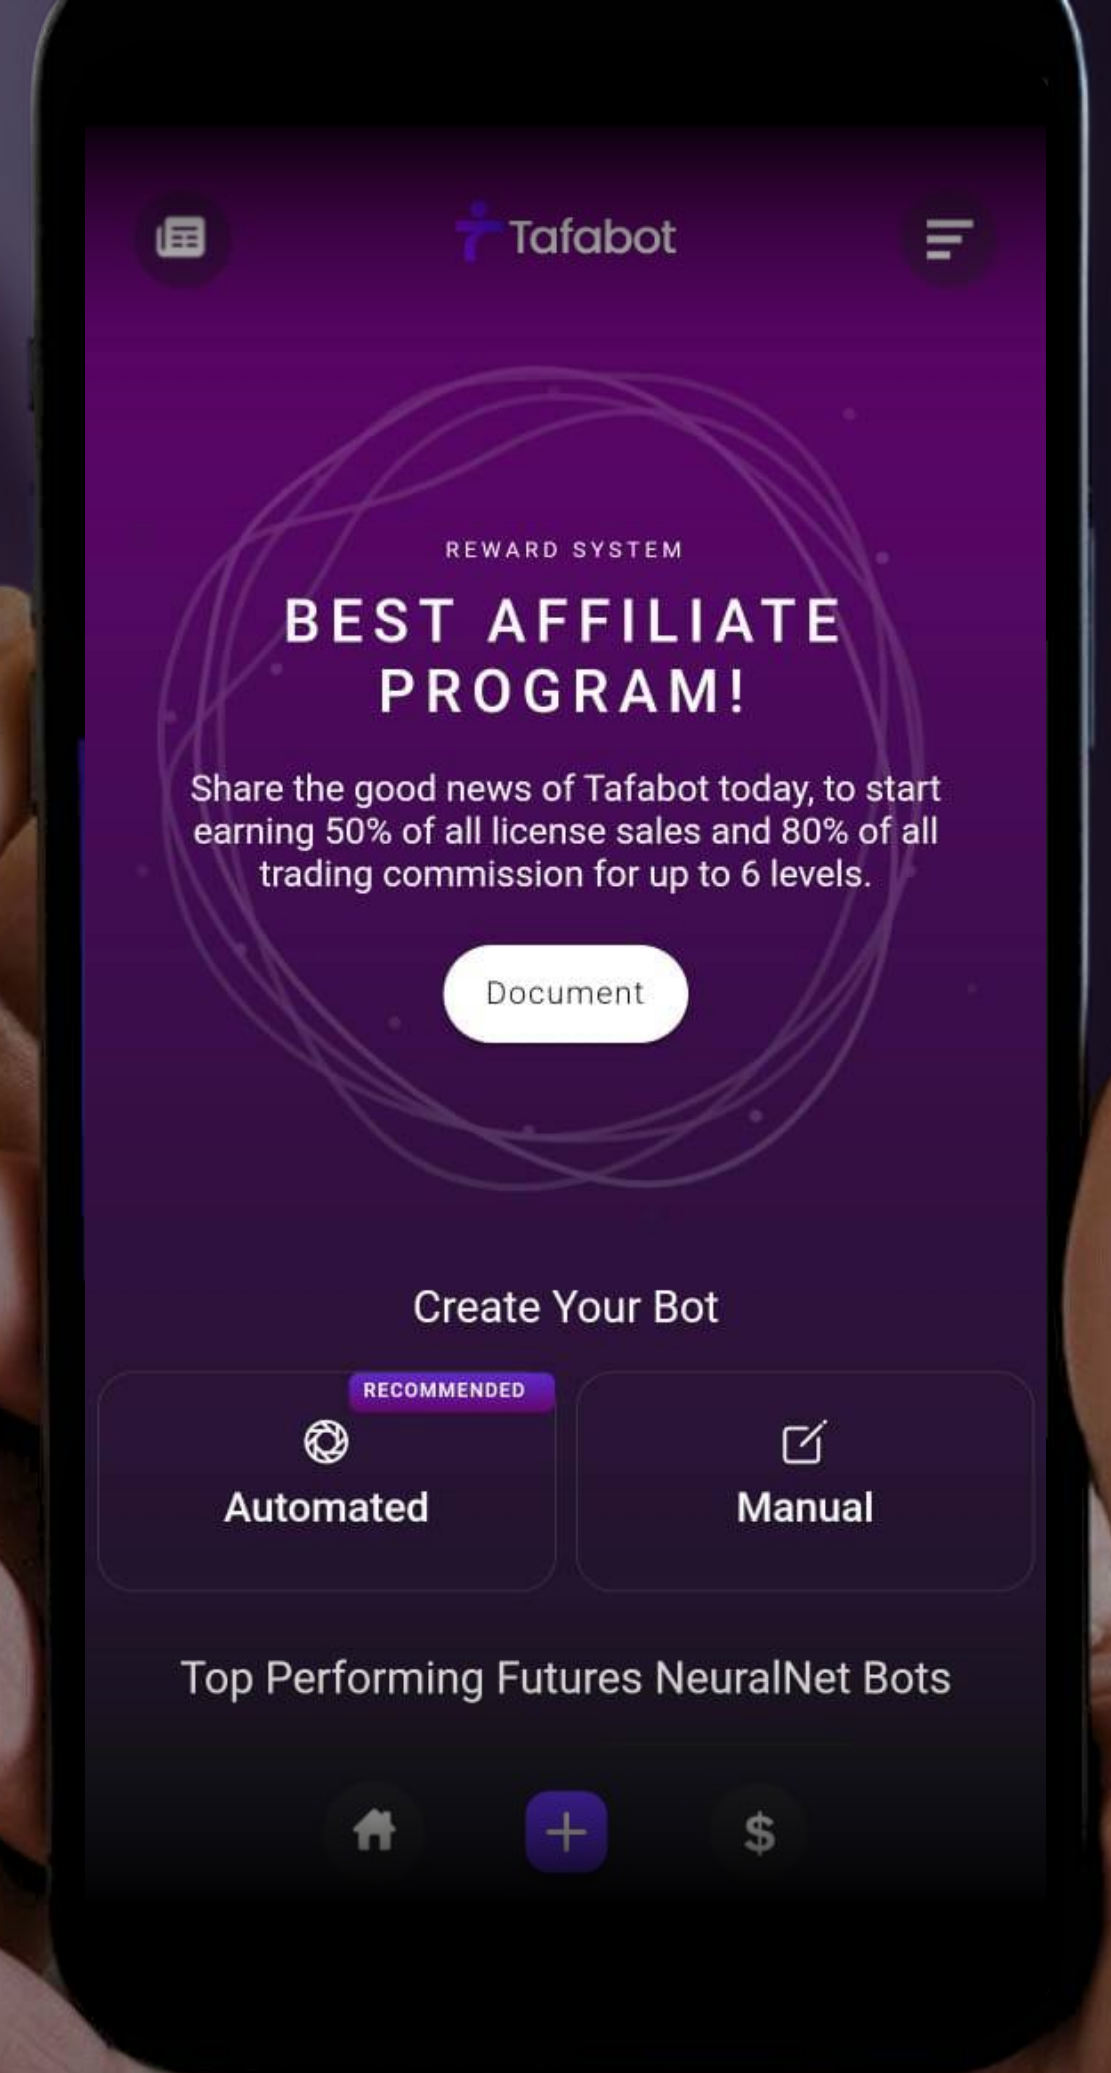 Tafabot
REWARD SYSTEM
BEST AFFILIATE
PROGRAM!
Share the good news of Tafabot today, to start
earning 50% of all license sales and 80% of all
trading commission for up to 6 levels.
Document
Create Your Bot
RECOMMENDED
Automated
Manual
Top Performing Futures NeuralNet Bots
$